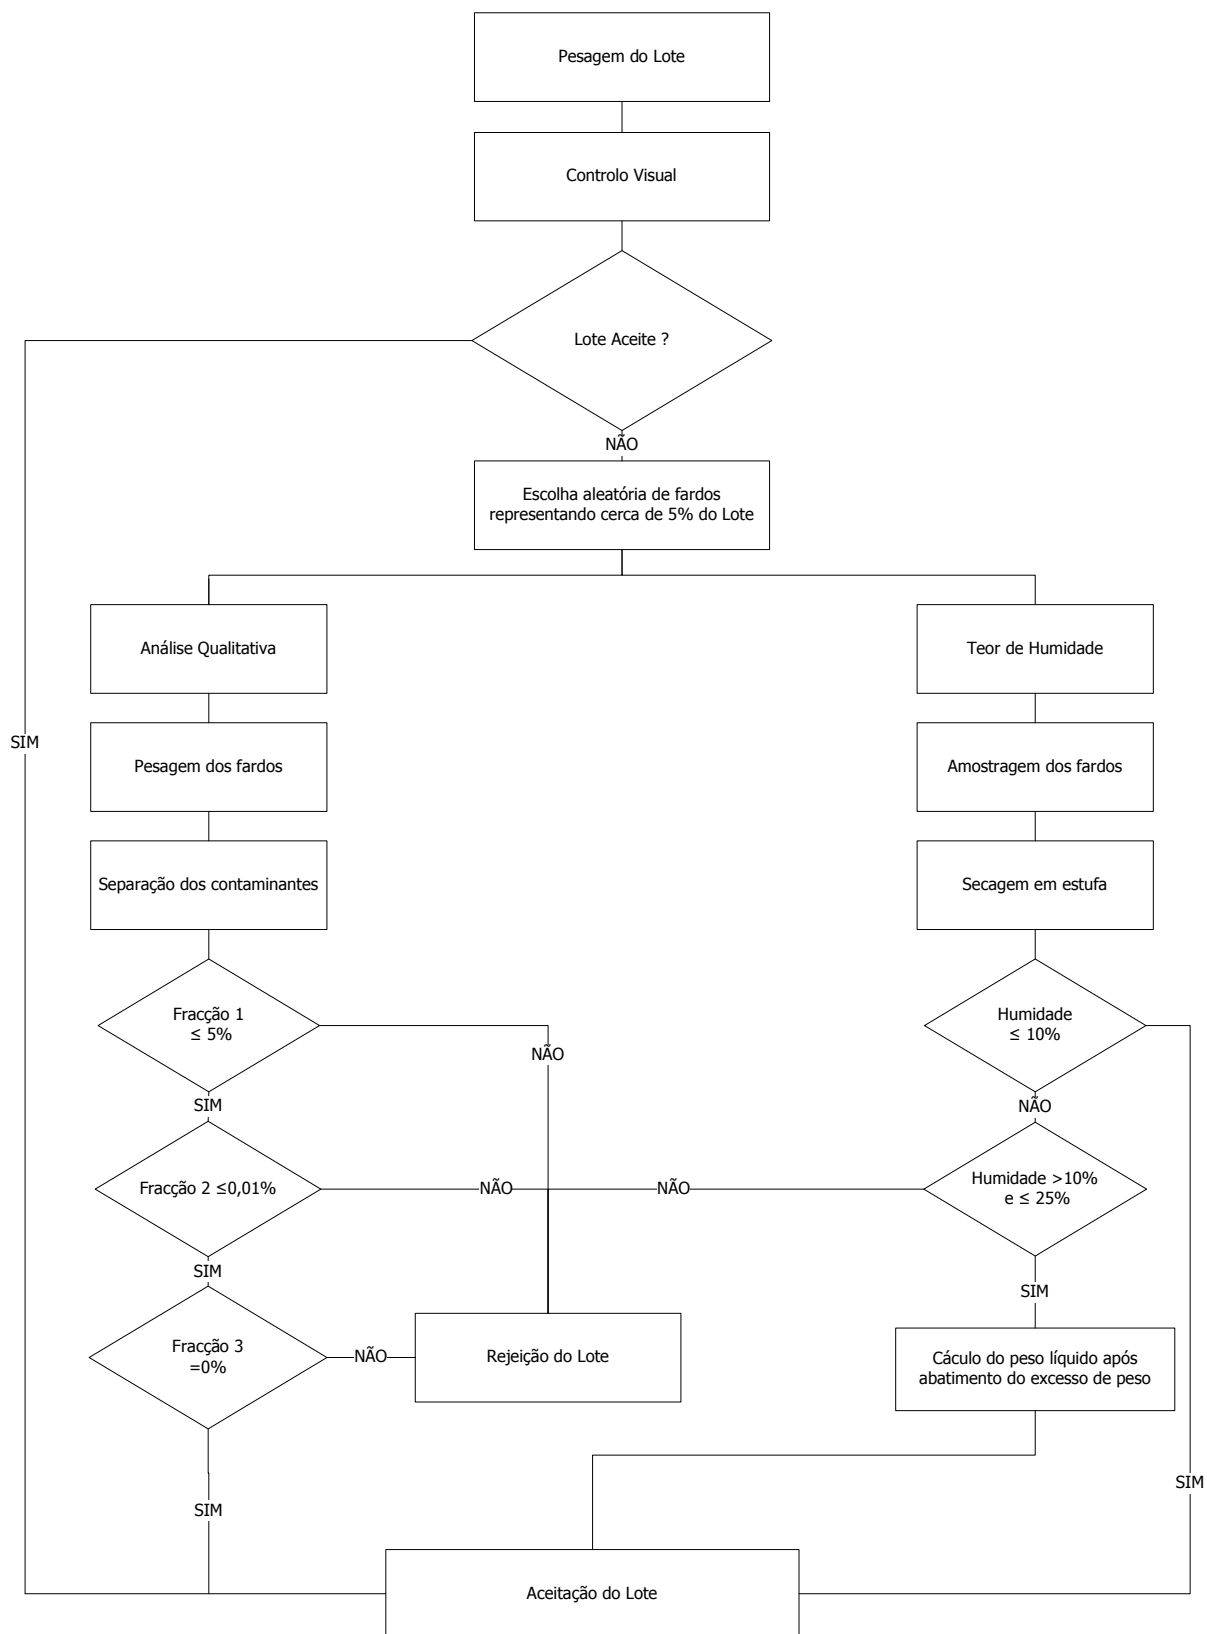 Pesagem do Lote
Controlo Visual
Lote Aceite ?
NÃO
Escolha aleatória de fardos
representando cerca de 5% do Lote
Análise Qualitativa
Teor de Humidade
SIM
Pesagem dos fardos
Amostragem dos fardos
Separação dos contaminantes
Secagem em estufa
Fracção 1
≤ 5%
NÃO
Humidade
≤ 10%
SIM
NÃO
Fracção 2 ≤0,01%
NÃO
NÃO
Humidade >10%
e ≤ 25%
SIM
SIM
Fracção 3
=0%
NÃO
Rejeição do Lote
Cáculo do peso líquido após
abatimento do excesso de peso
SIM
SIM
Aceitação do Lote